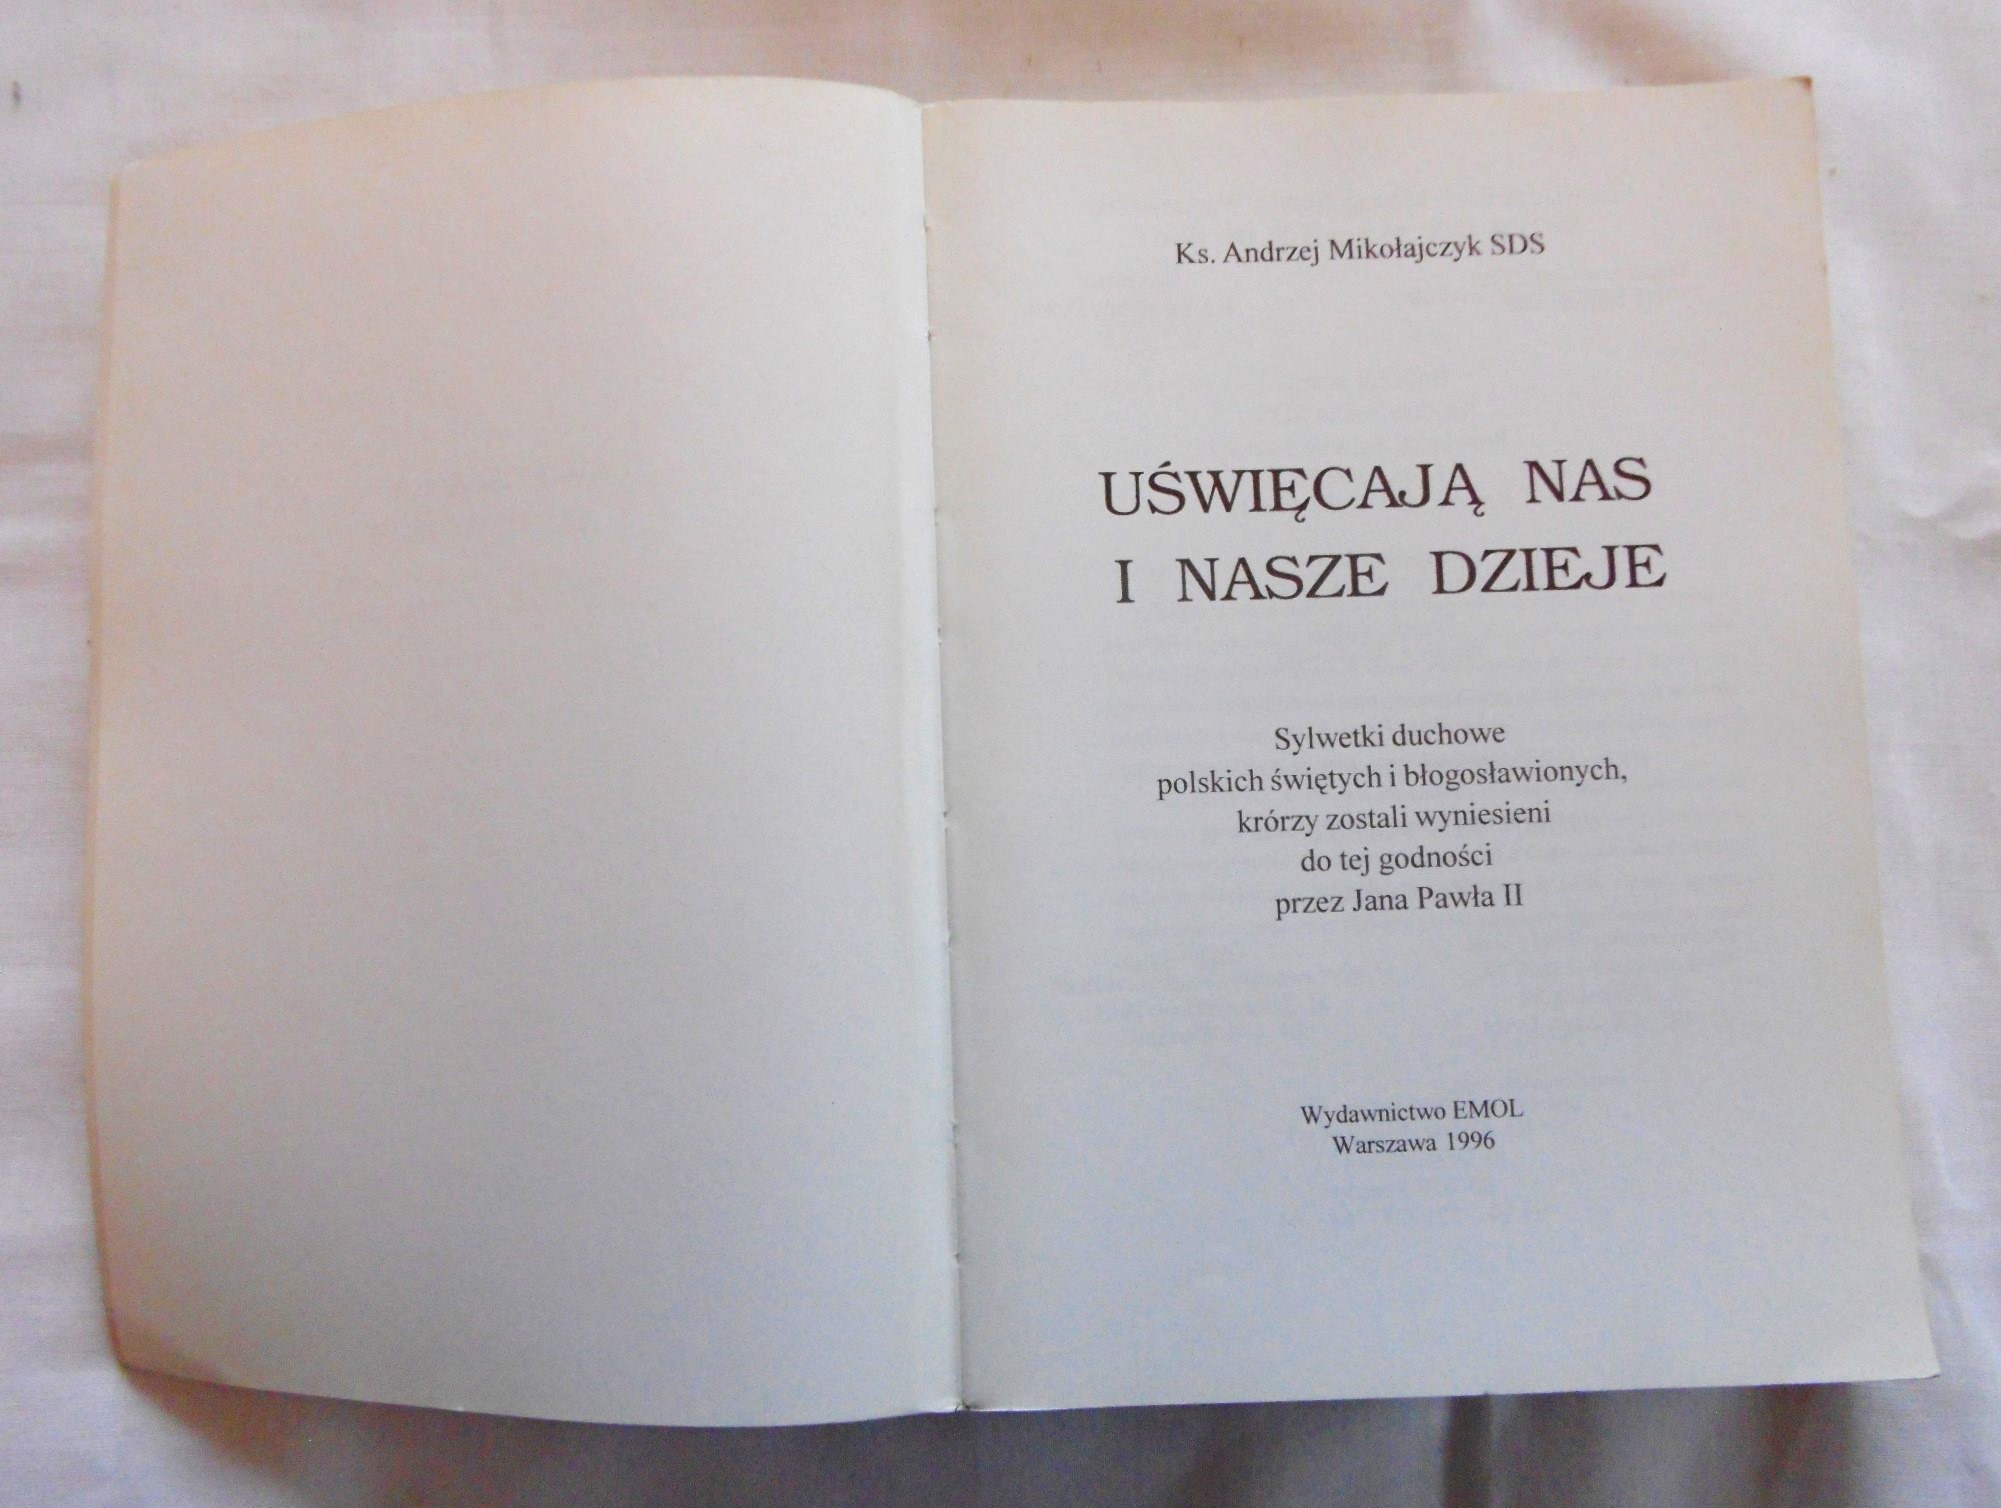 Ks. Andrzej Mikołajczyk SDS
UŚWIĘCAJĄ NAS
I NASZE DZIEJE
Sylwetki duchowe
polskich świętych i błogosławionych,
krórzy zostali wyniesieni
do tej godności
przez Jana Pawła II
Wydawnictwo EMOL
Warszawa 1996